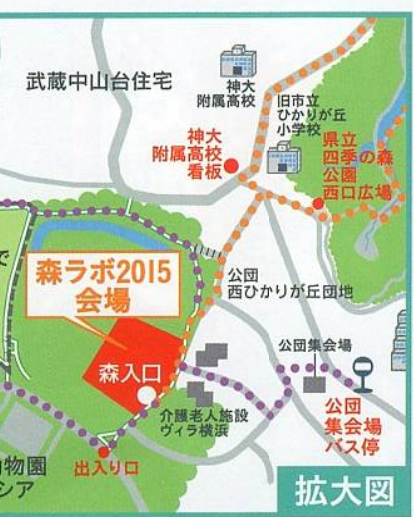 武蔵中山台住宅
神大
附属高校
旧市立
ひかりが丘
小学校
神大
附属高校
看板
県立
四季の森
公園
西口広場
で
森ラボ2015
会場
公団
西ひかりが丘団地
森入口
公団集会場
介護老人施設
ヴィラ横浜
公団
集会場
バス停
出入り口
物園
シア
拡大図